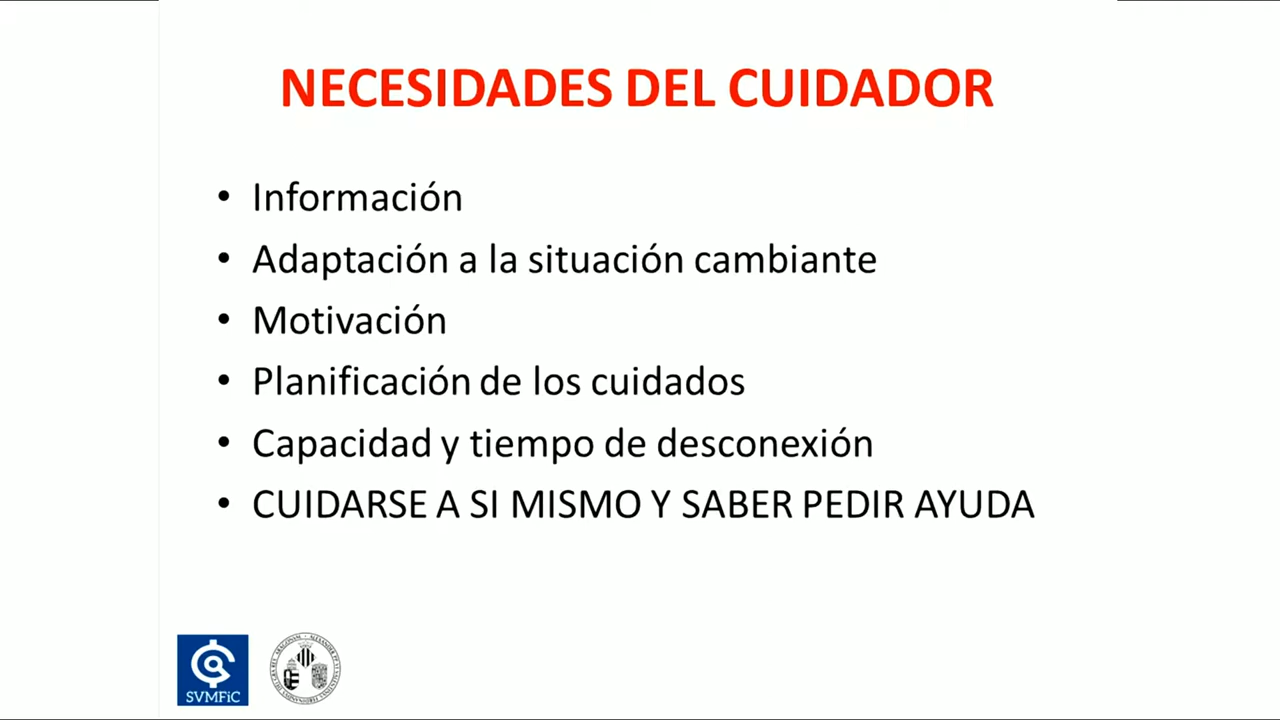 NECESIDADES DEL CUIDADOR
• Información
• Adaptación a la situación cambiante
• Motivación
• Planificación de los cuidados
• Capacidad y tiempo de desconexión
• CUIDARSE A SI MISMO Y SABER PEDIR AYUDA
SVMFiC